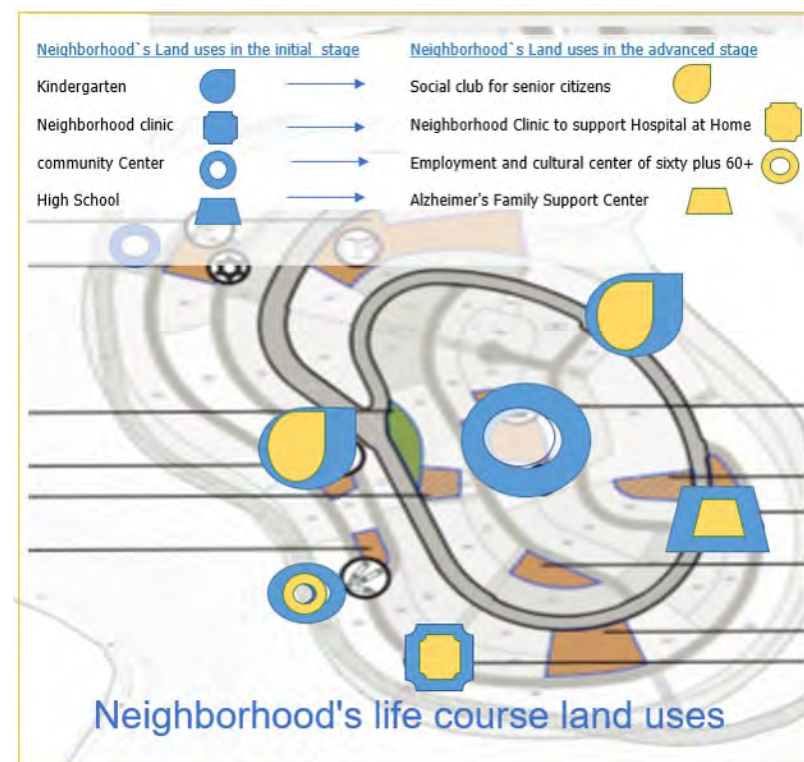 Neighborhood`s Land uses in the initial stage
Neighborhood`s Land uses in the advanced stage
Kindergarten
Social club for senior citizens
Neighborhood clinic
Neighborhood Clinic to support Hospital at Home
community Center
Employment and cultural center of sixty plus 60+
High School
Alzheimer's Family Support Center
Neighborhood's life course land uses